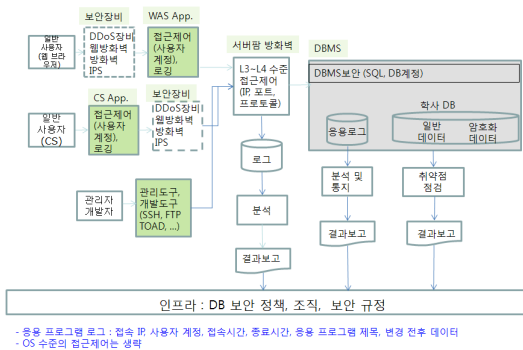 보안장비
WAS App.
일반
사용자
(웹 브라
우저)
DDoS장비
웹방화벽
방화벽
IPS
접근제어
(사용자
계정),
로깅
서버팜 방화벽
DBMS
L3~L4 수준
접근제어
(IP, 포트,
프로토콜)
DBMS보안 (SQL, DB계정)
CS App.
보안장비
일반
사용자
(CS)
접근제어
(사용자
계정),
로깅
DDoS장비
웹방화벽
방화벽
IPS
학사 DB
응용로그
일반
데이터
암호화
데이터
로그
분석 및
통지
취약점
점검
관리자
개발자
관리도구,
개발도구
(SSH, FTP
TOAD, ...)
분석
결과보고
결과보고
결과보고
인프라 : DB 보안 정책, 조직, 보안 규정
- 응용 프로그램 로그 : 접속 IP, 사용자 계정, 접속시간, 종료시간, 응용 프로그램 제목, 변경 전후 데이터
- OS 수준의 접근제어는 생략